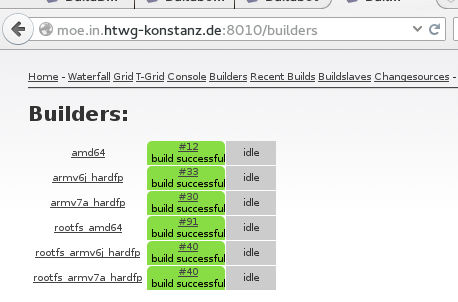 moe.in.htwg-konstanz.de:8010/builders
Home - Waterfall Grid T-Grid Console Builders Recent Builds Buildslaves Changesources -
Builders:
amd64 #12 build successful idle
armv6j_hardfp #33 build successful idle
armv7a_hardfp #30 build successful idle
rootfs_amd64 #91 build successful idle
rootfs_armv6j_hardfp #40 build successful idle
rootfs_armv7a_hardfp #40 build successful idle